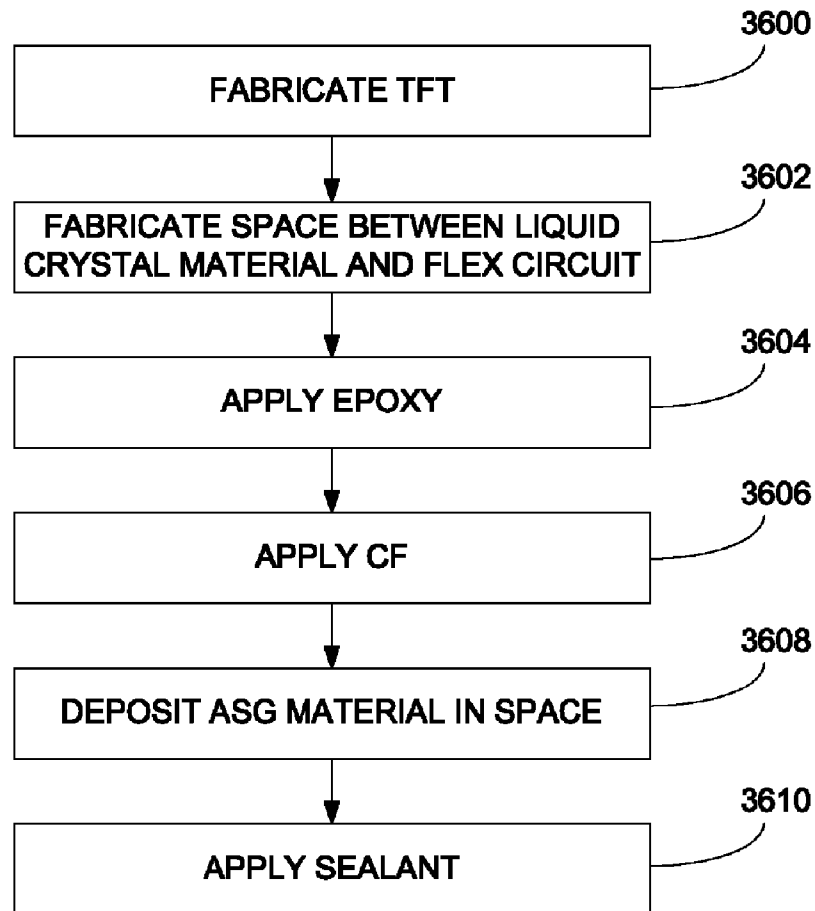 3600
FABRICATE TFT
3602
FABRICATE SPACE BETWEEN LIQUID
CRYSTAL MATERIAL AND FLEX CIRCUIT
3604
APPLY EPOXY
3606
APPLY CF
3608
DEPOSIT ASG MATERIAL IN SPACE
3610
APPLY SEALANT